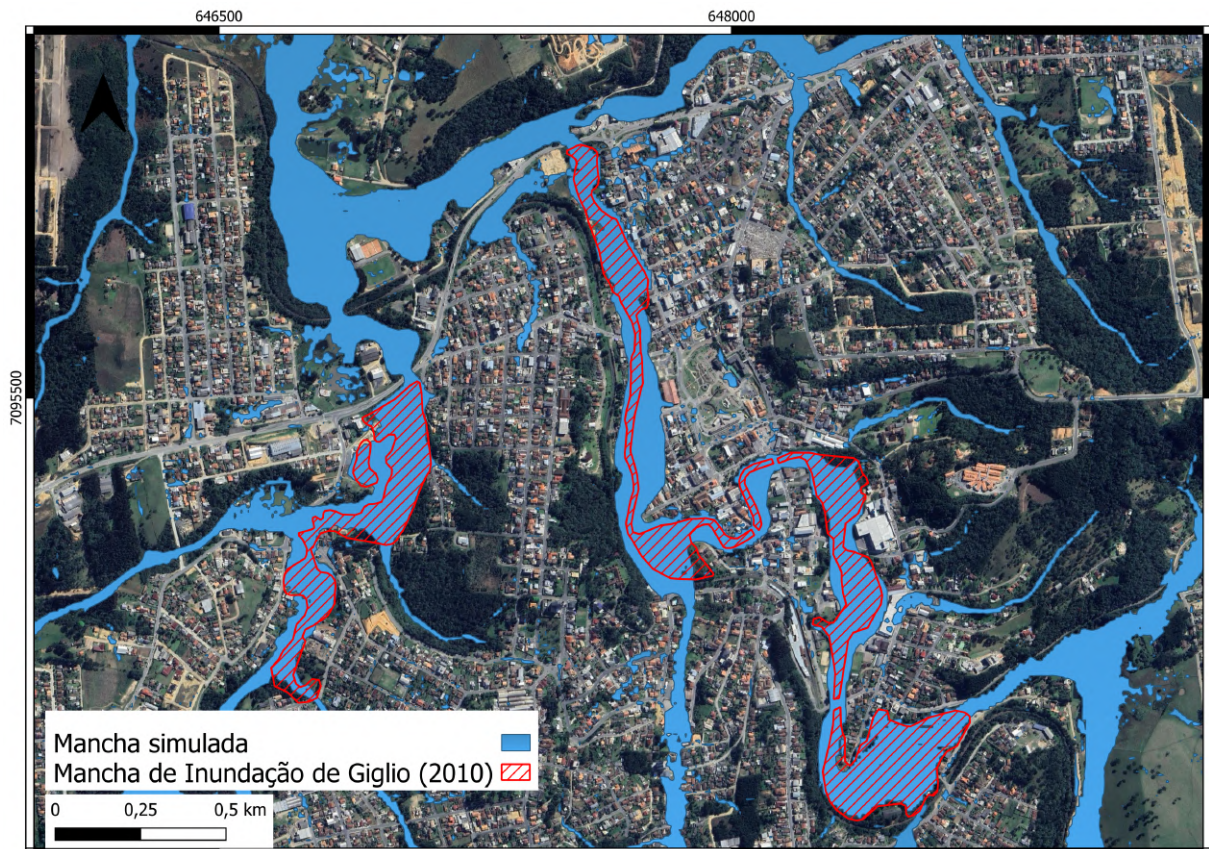 646500
648000
7095500
Mancha simulada
Mancha de Inundação de Giglio (2010)
0
0,25
0,5 km